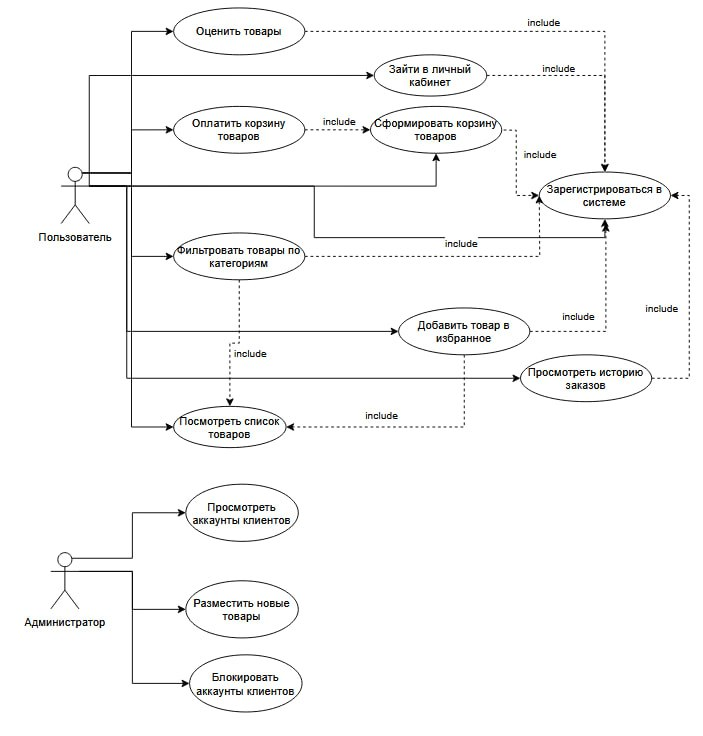 Оценить товары
include
Зайти в личный
кабинет
include
Оплатить корзину
товаров
include
Сформировать корзину
товаров
include
Зарегистрироваться в
системе
Пользователь
Фильтровать товары по
категориям
include
include
Добавить товар в
избранное
include
include
Просмотреть историю
заказов
Посмотреть список
товаров
include
Просмотреть
аккаунты клиентов
Администратор
Разместить новые
товары
Блокировать
аккаунты клиентов